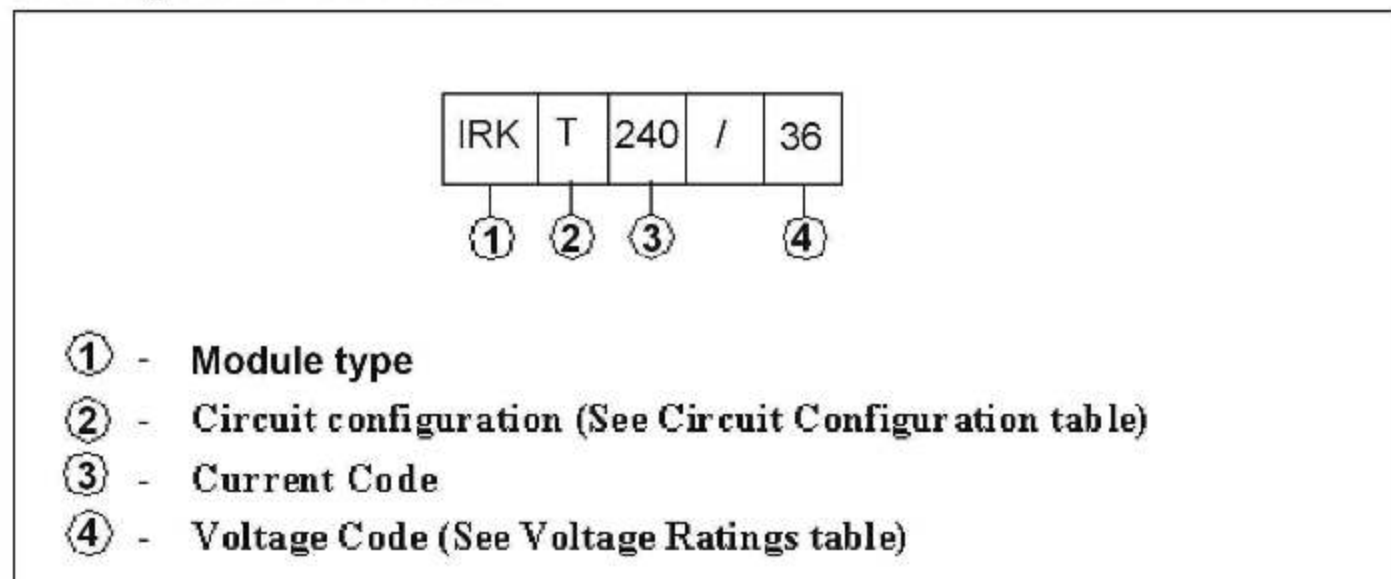 IRK T 240 / 36
1 2 3 4
1 - Module type
2 - Circuit configuration (See Circuit Configuration table)
3 - Current Code
4 - Voltage Code (See Voltage Ratings table)